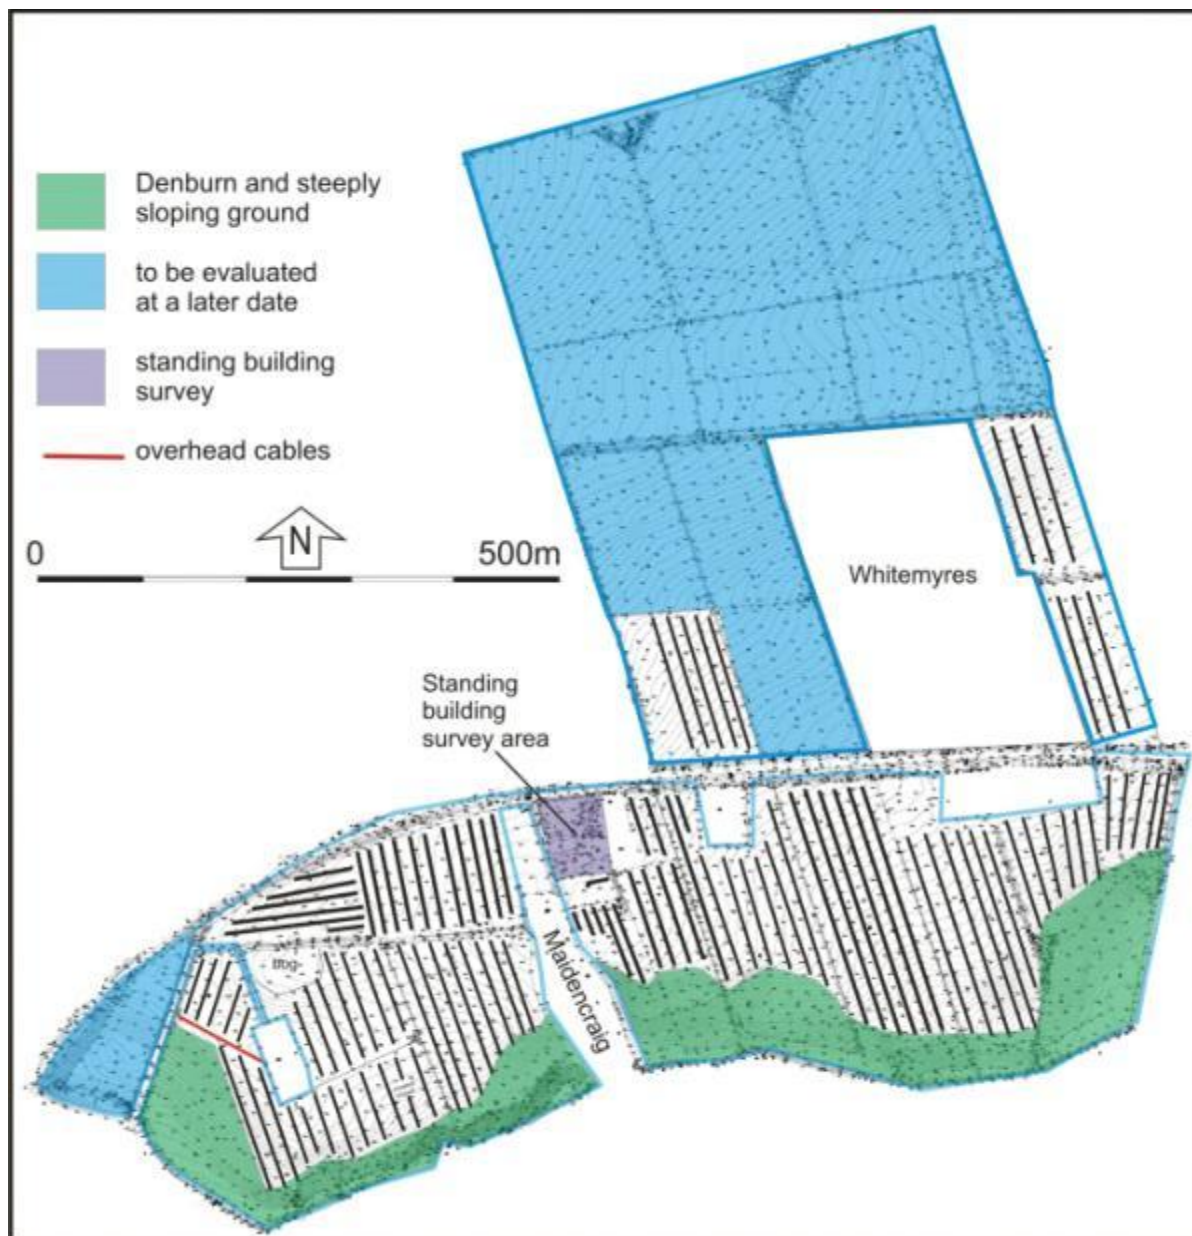 Denburn and steeply
sloping ground
to be evaluated
at a later date
standing building
survey
overhead cables
N
0 500m
Whitemyres
Standing
building
survey area
Maidencraig